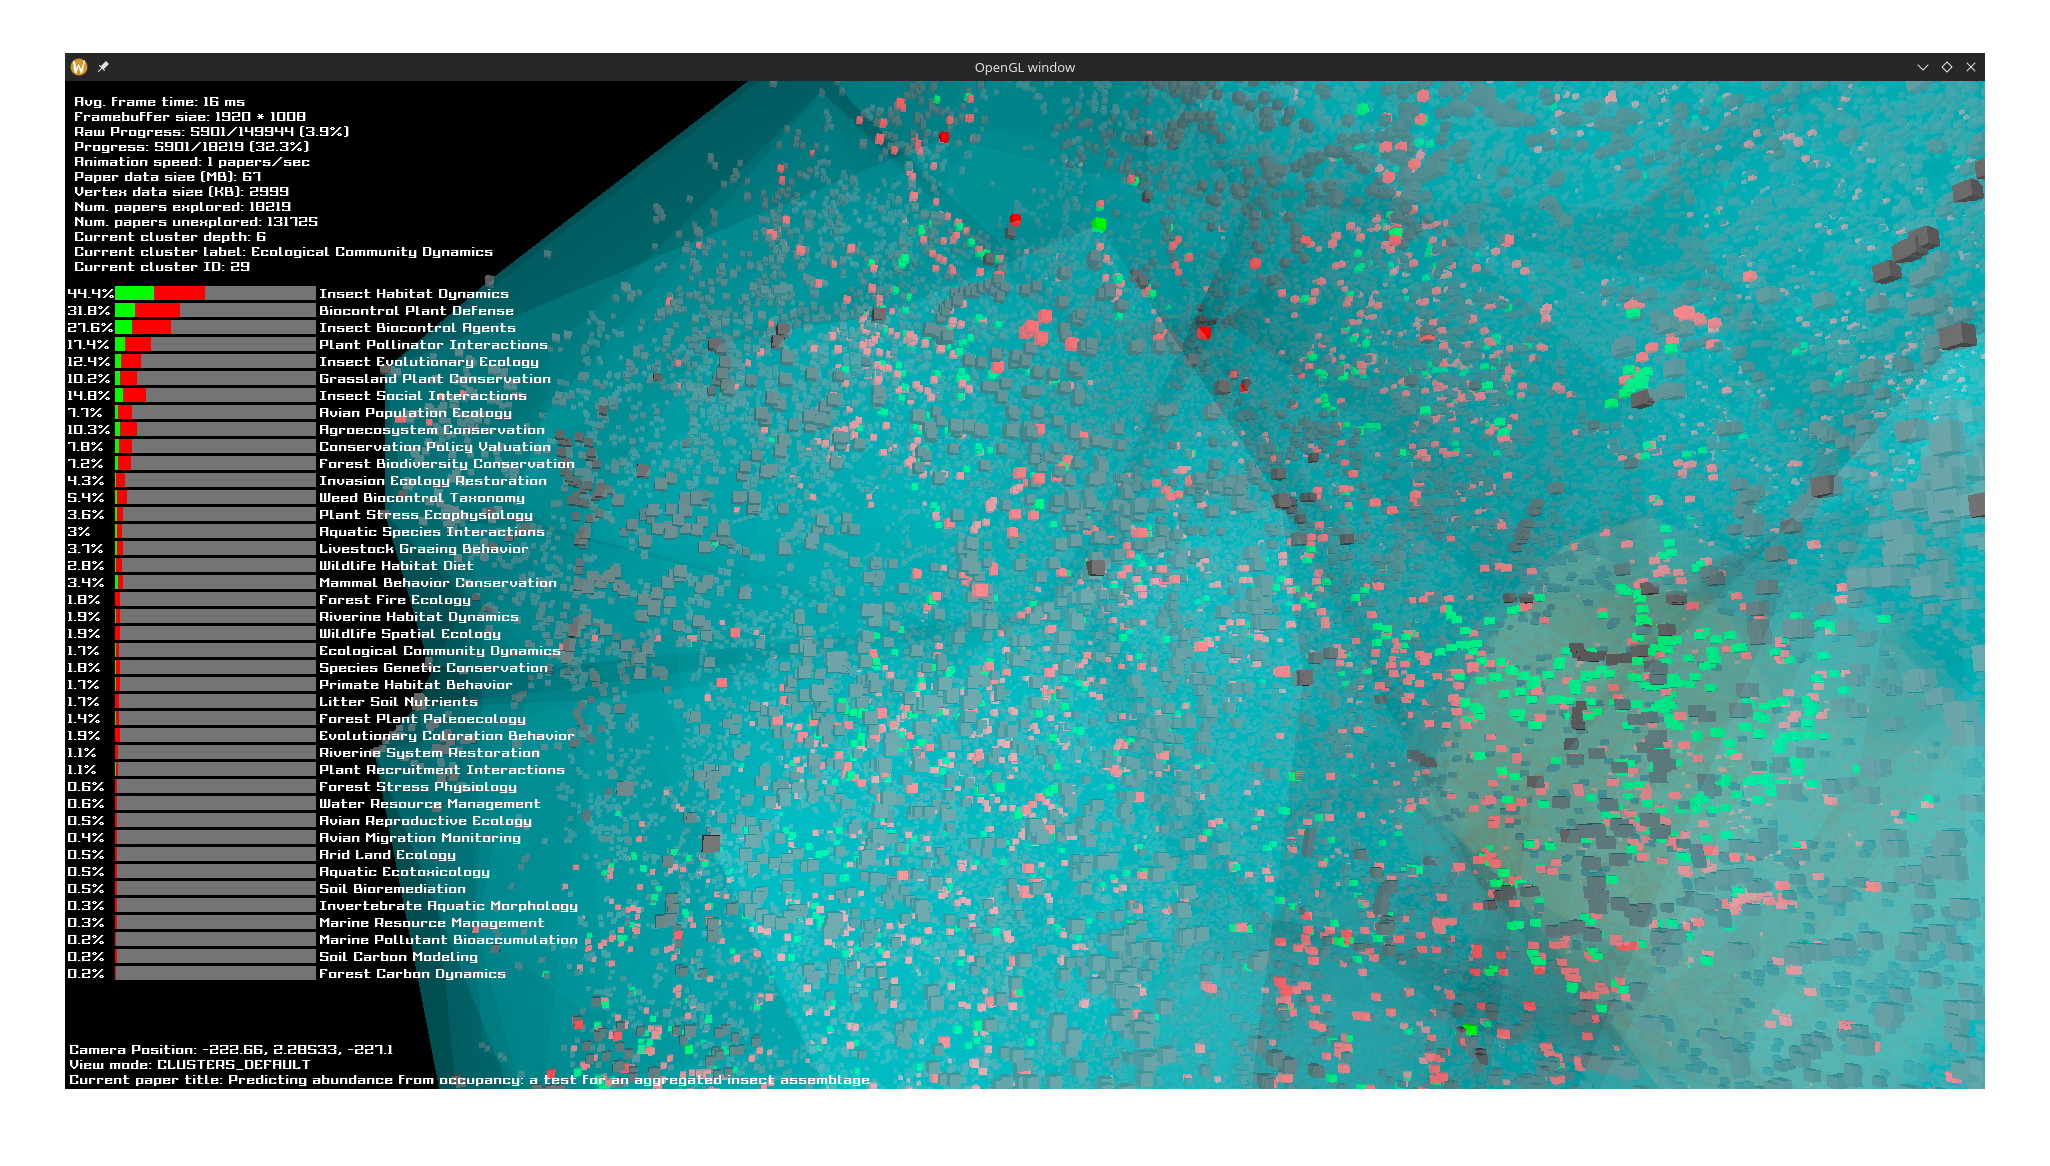 OpenGL window
Avg. frame time: 16 ms
Framebuffer size: 1920 * 1008
Raw Progress: 5901/149944 (3.9%)
Progress: 5901/18219 (32.3%)
Animation speed: 1 papers/sec
Paper data size (MB): 67
Vertex data size (KB): 2999
Num. papers explored: 18219
Num. papers unexplored: 131725
Current cluster depth: 6
Current cluster label: Ecological Community Dynamics
Current cluster ID: 29
44.4% Insect Habitat Dynamics
31.8% Biocontrol Plant Defense
27.6% Insect Biocontrol Agents
17.4% Plant Pollinator Interactions
12.4% Insect Evolutionary Ecology
10.2% Grassland Plant Conservation
14.8% Insect Social Interactions
7.7% Avian Population Ecology
10.3% Agroecosystem Conservation
7.8% Conservation Policy Valuation
7.2% Forest Biodiversity Conservation
4.3% Invasion Ecology Restoration
5.4% Weed Biocontrol Taxonomy
3.6% Plant Stress Ecophysiology
3% Aquatic Species Interactions
3.7% Livestock Grazing Behavior
2.8% Wildlife Habitat Diet
3.4% Mammal Behavior Conservation
1.8% Forest Fire Ecology
1.9% Riverine Habitat Dynamics
1.9% Wildlife Spatial Ecology
1.7% Ecological Community Dynamics
1.8% Species Genetic Conservation
1.7% Primate Habitat Behavior
1.7% Litter Soil Nutrients
1.4% Forest Plant Paleoecology
1.9% Evolutionary Coloration Behavior
1.1% Riverine System Restoration
1.1% Plant Recruitment Interactions
0.6% Forest Stress Physiology
0.6% Water Resource Management
0.5% Avian Reproductive Ecology
0.4% Avian Migration Monitoring
0.5% Arid Land Ecology
0.5% Aquatic Ecotoxicology
0.5% Soil Bioremediation
0.3% Invertebrate Aquatic Morphology
0.3% Marine Resource Management
0.2% Marine Pollutant Bioaccumulation
0.2% Soil Carbon Modeling
0.2% Forest Carbon Dynamics
Camera Position: -222.66, 2.28533, -227.1
View mode: CLUSTERS_DEFAULT
Current paper title: Predicting abundance from occupancy: a test for an aggregated insect assemblage